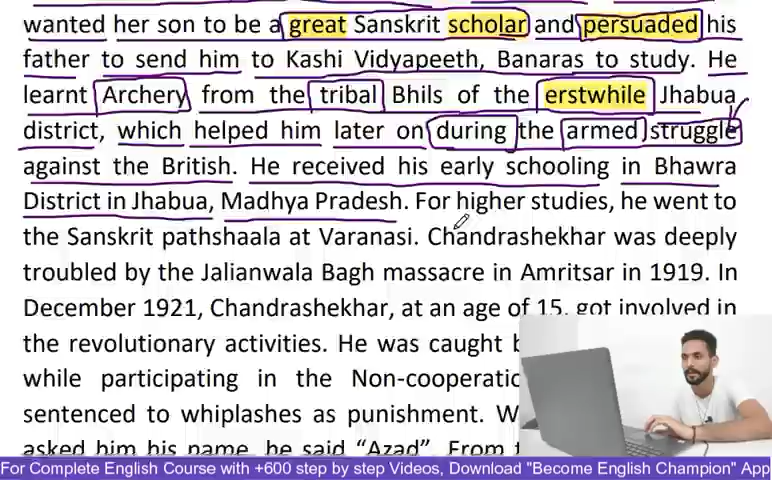 wanted her son to be a great Sanskrit scholar and persuaded his
father to send him to Kashi Vidyapeeth, Banaras to study. He
learnt Archery from the tribal Bhils of the erstwhile Jhabua
district, which helped him later on during the armed struggle
against the British. He received his early schooling in Bhawra
District in Jhabua, Madhya Pradesh. For higher studies, he went to
the Sanskrit pathshaala at Varanasi. Chandrashekhar was deeply
troubled by the Jalianwala Bagh massacre in Amritsar in 1919. In
December 1921, Chandrashekhar, at an age of 15, got involved in
the revolutionary activities. He was caught
while participating in the
sentenced to whiplashes as punishment.
asked him his name, he said “Azad”. From
For Complete English Course with +600 step by step Videos, Download "Become English Champion" App